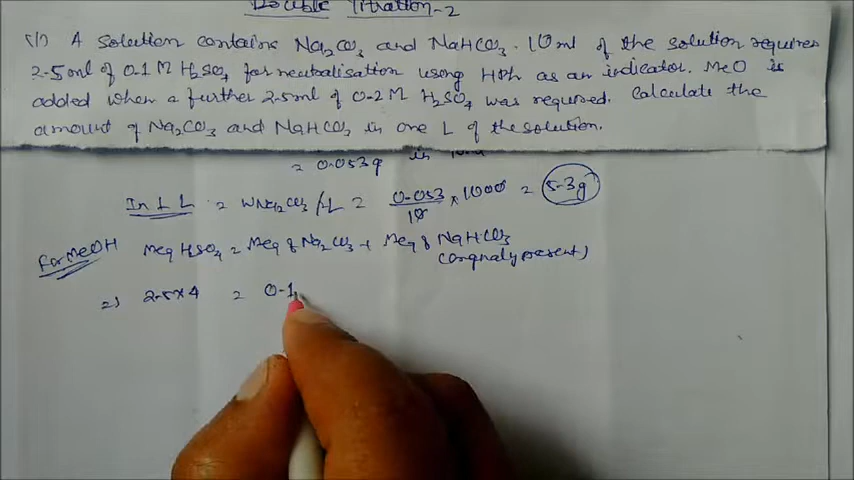 Double Titration-2
(1) A solution contains Na2CO3 and NaHCO3. 10ml of the solution requires
2.5ml of 0.1 M H2SO4 for neutralisation using HPh as an indicator. MeO is
added when a further 2.5ml of 0.2 M H2SO4 was required. Calculate the
amount of Na2CO3 and NaHCO3 in one L of the solution.
= 0.053g in 10ml
In 1 L = WNa2CO3/L = 0.053/10 × 1000 = 5.3g
For MeOH Meq H2SO4 = Meq of Na2CO3 + Meq of NaHCO3
(orginaly present)
=) 2.5×4 = 0.1